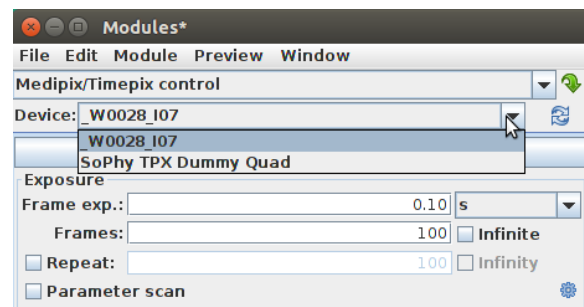 Modules*
File Edit Module Preview Window
Medipix/Timepix control
Device: _W0028_I07
_W0028_I07
SoPhy TPX Dummy Quad
Exposure
Frame exp.: 0.10 s
Frames: 100 Infinite
Repeat: 100 Infinity
Parameter scan